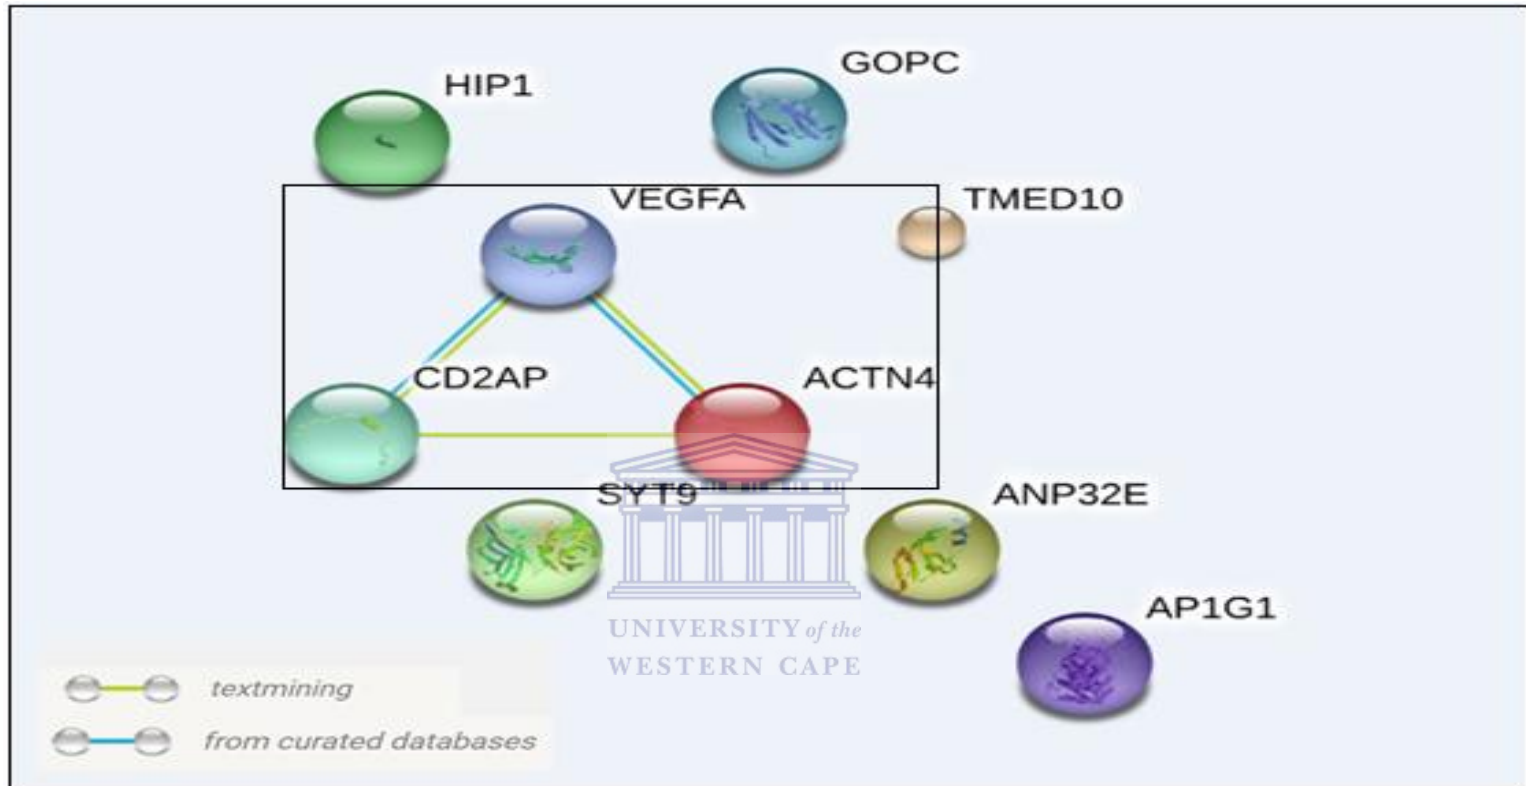 HIP1
GOPC
VEGFA
TMED10
CD2AP
ACTN4
SYT9
ANP32E
AP1G1
UNIVERSITY of the
WESTERN CAPE
textmining
from curated databases